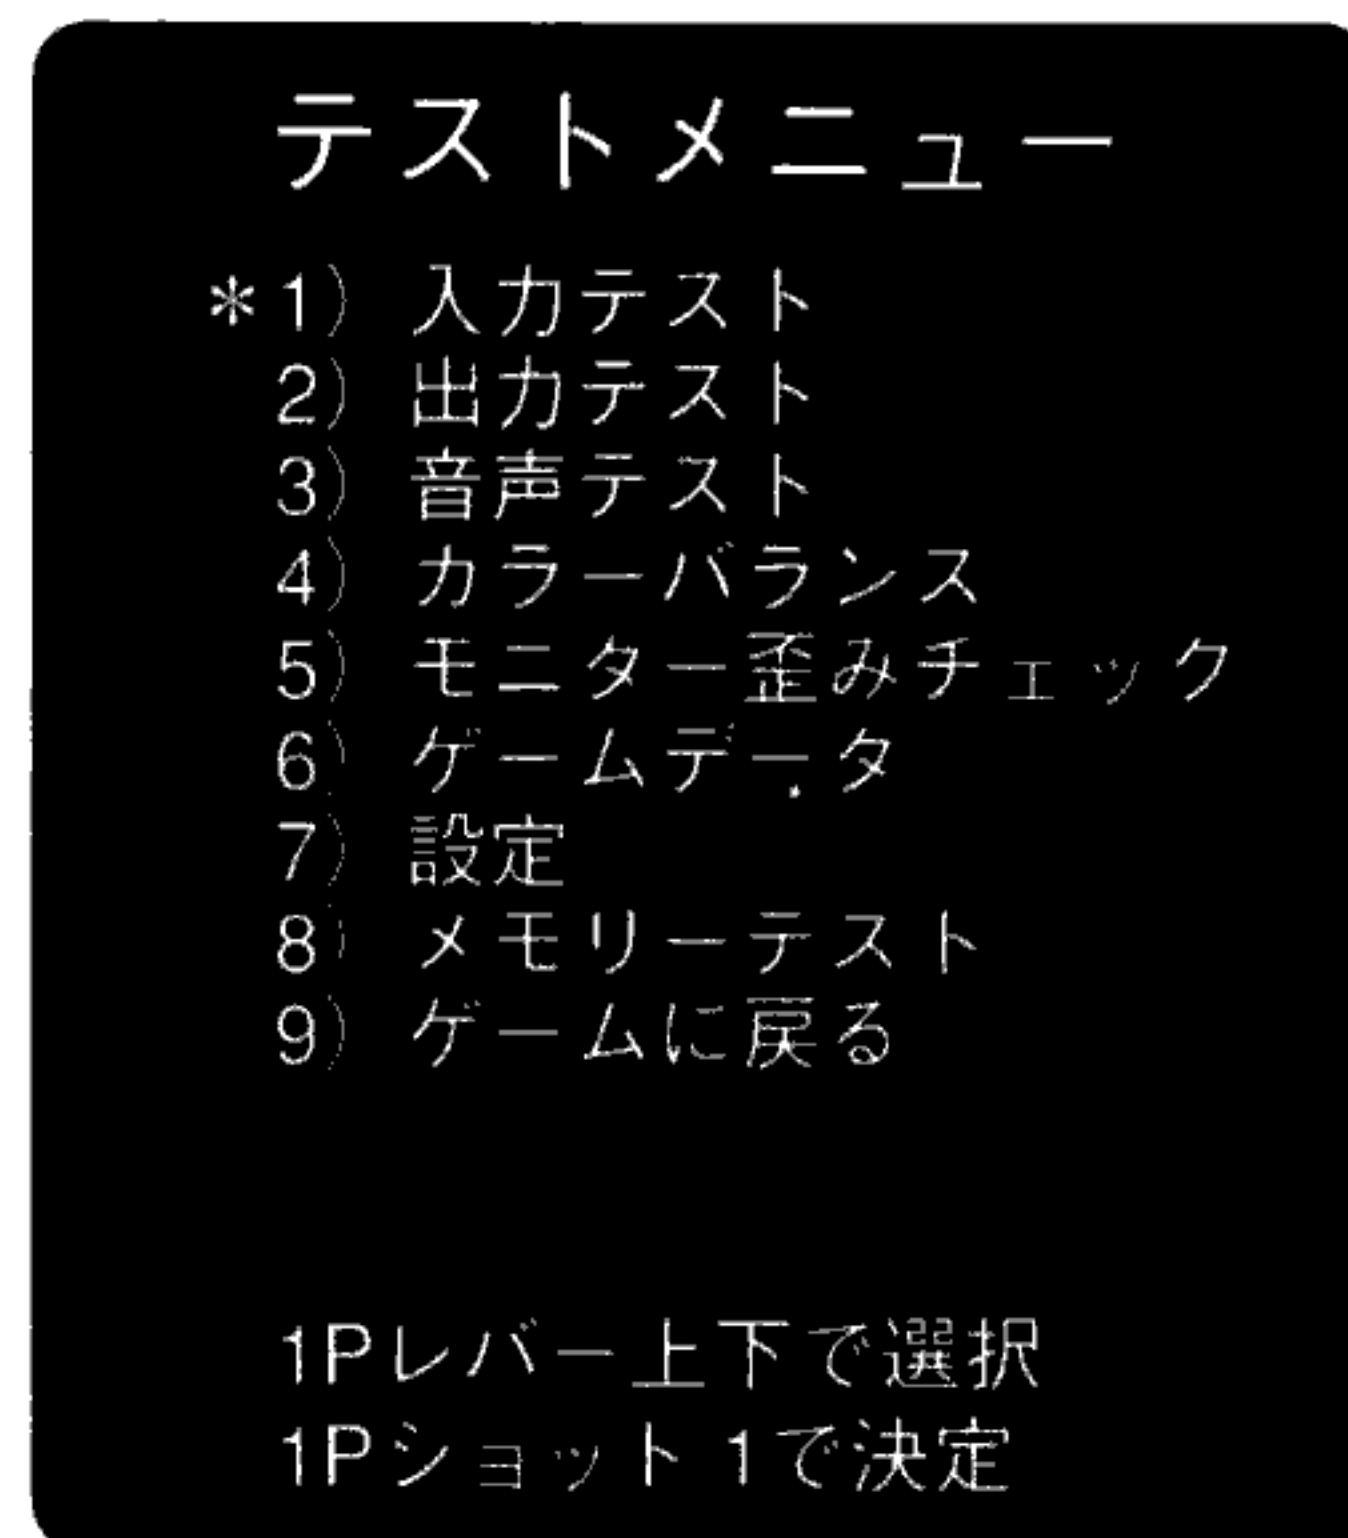 テストメニュー
*1) 入力テスト
2) 出力テスト
3) 音声テスト
4) カラーバランス
5) モニター歪みチェック
6) ゲームデータ
7) 設定
8) メモリーテスト
9) ゲームに戻る
1Pレバー上下で選択
1Pショット1で決定